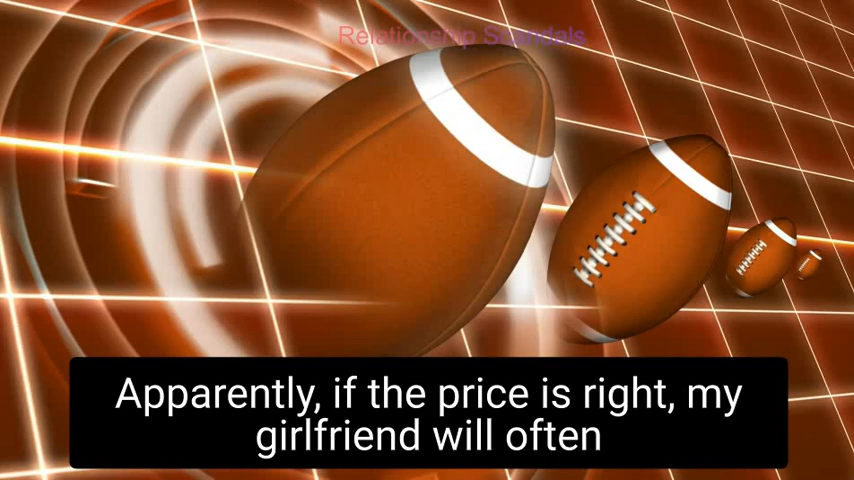 Relationship Scandals
Apparently, if the price is right, my
girlfriend will often